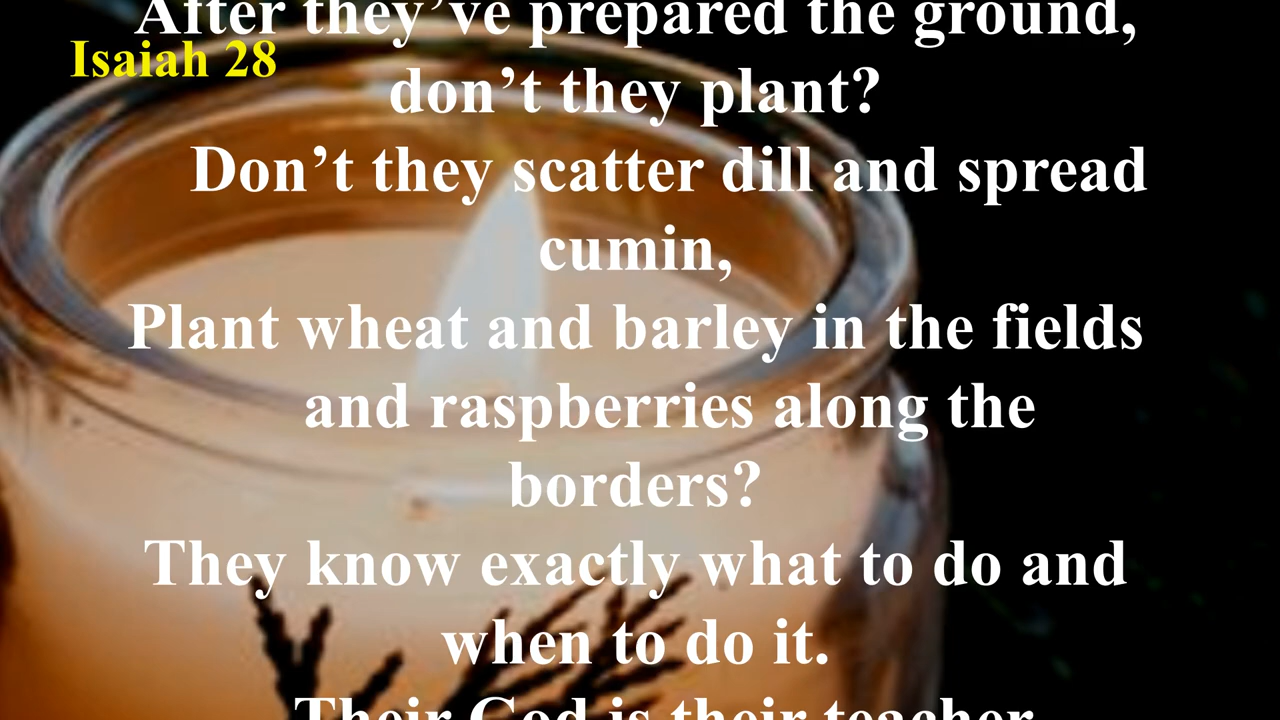 After they’ve prepared the ground,
Isaiah 28
don’t they plant?
Don’t they scatter dill and spread
cumin,
Plant wheat and barley in the fields
and raspberries along the
borders?
They know exactly what to do and
when to do it.
Their God is their teacher